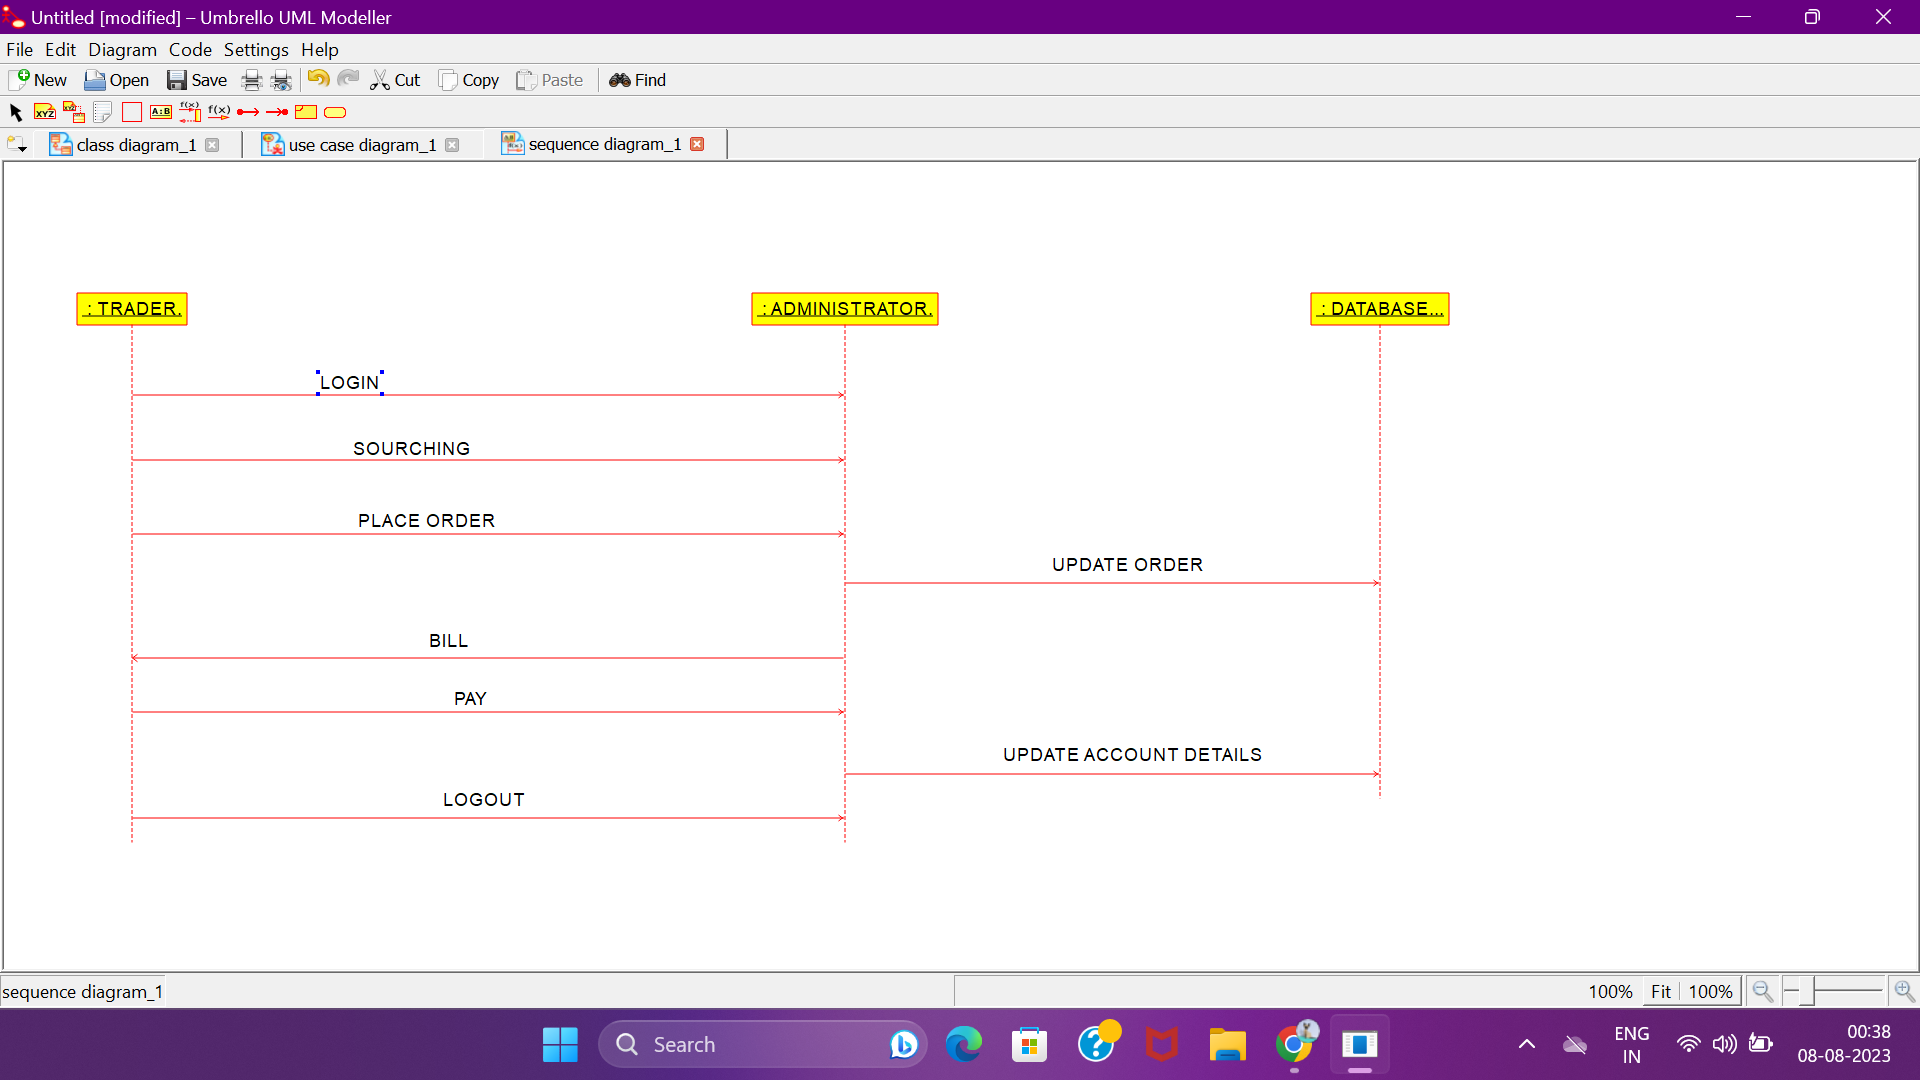 Untitled [modified] – Umbrello UML Modeller
File Edit Diagram Code Settings Help
New Open Save Cut Copy Paste Find
XYZ XYZ A:B f(x) f(x)
class diagram_1 use case diagram_1 sequence diagram_1
: TRADER. : ADMINISTRATOR. : DATABASE...
LOGIN
SOURCHING
PLACE ORDER
UPDATE ORDER
BILL
PAY
UPDATE ACCOUNT DETAILS
LOGOUT
sequence diagram_1 100% Fit 100%
Search
ENG
IN
00:38
08-08-2023